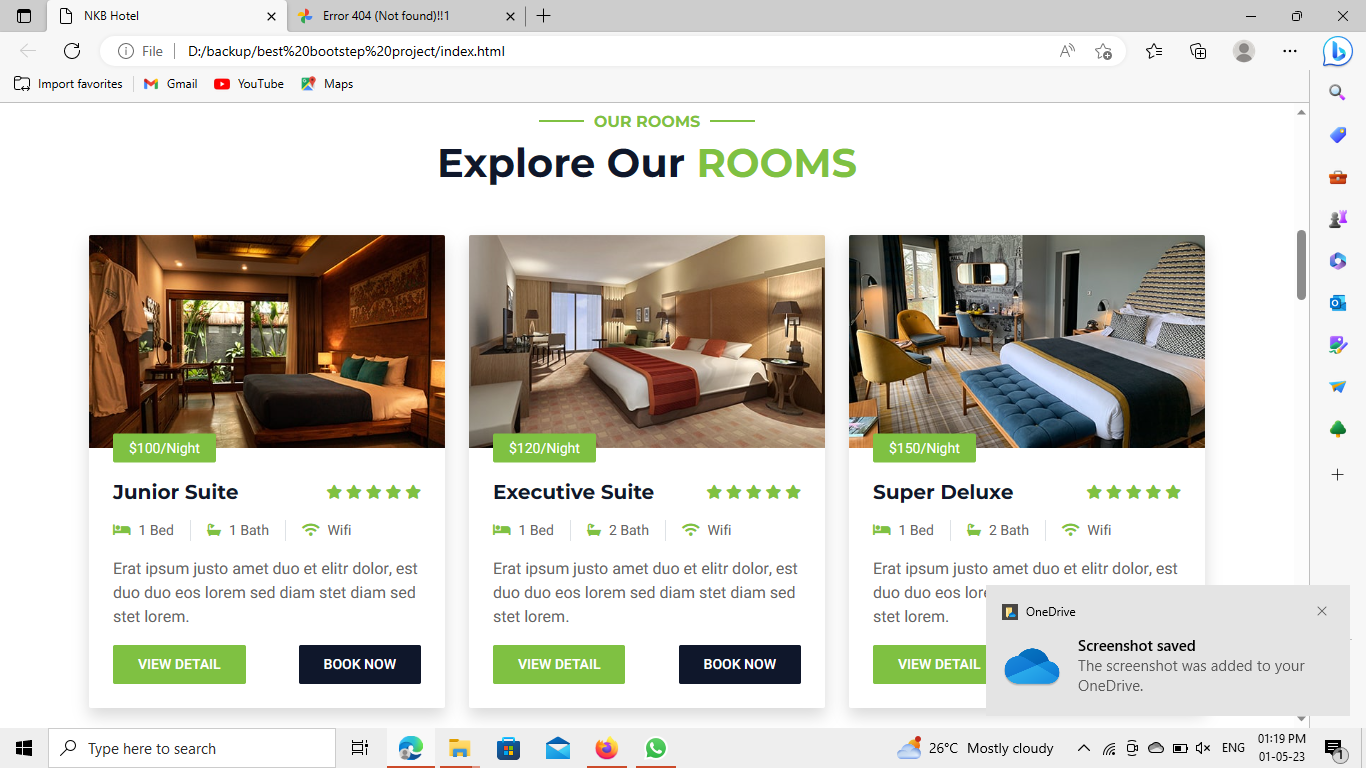 NKB Hotel
Error 404 (Not found)!!1
File
D:/backup/best%20bootstep%20project/index.html
Import favorites
Gmail
YouTube
Maps
OUR ROOMS
Explore Our ROOMS
$100/Night
Junior Suite
1 Bed
1 Bath
Wifi
Erat ipsum justo amet duo et elitr dolor, est
duo duo eos lorem sed diam stet diam sed
stet lorem.
VIEW DETAIL
BOOK NOW
$120/Night
Executive Suite
1 Bed
2 Bath
Wifi
Erat ipsum justo amet duo et elitr dolor, est
duo duo eos lorem sed diam stet diam sed
stet lorem.
VIEW DETAIL
BOOK NOW
$150/Night
Super Deluxe
1 Bed
2 Bath
Wifi
Erat ipsum justo amet duo et elitr dolor, est
duo duo eos lorem
stet lorem.
VIEW DETAIL
OneDrive
Screenshot saved
The screenshot was added to your
OneDrive.
Type here to search
26°C Mostly cloudy
ENG
01:19 PM
01-05-23
1